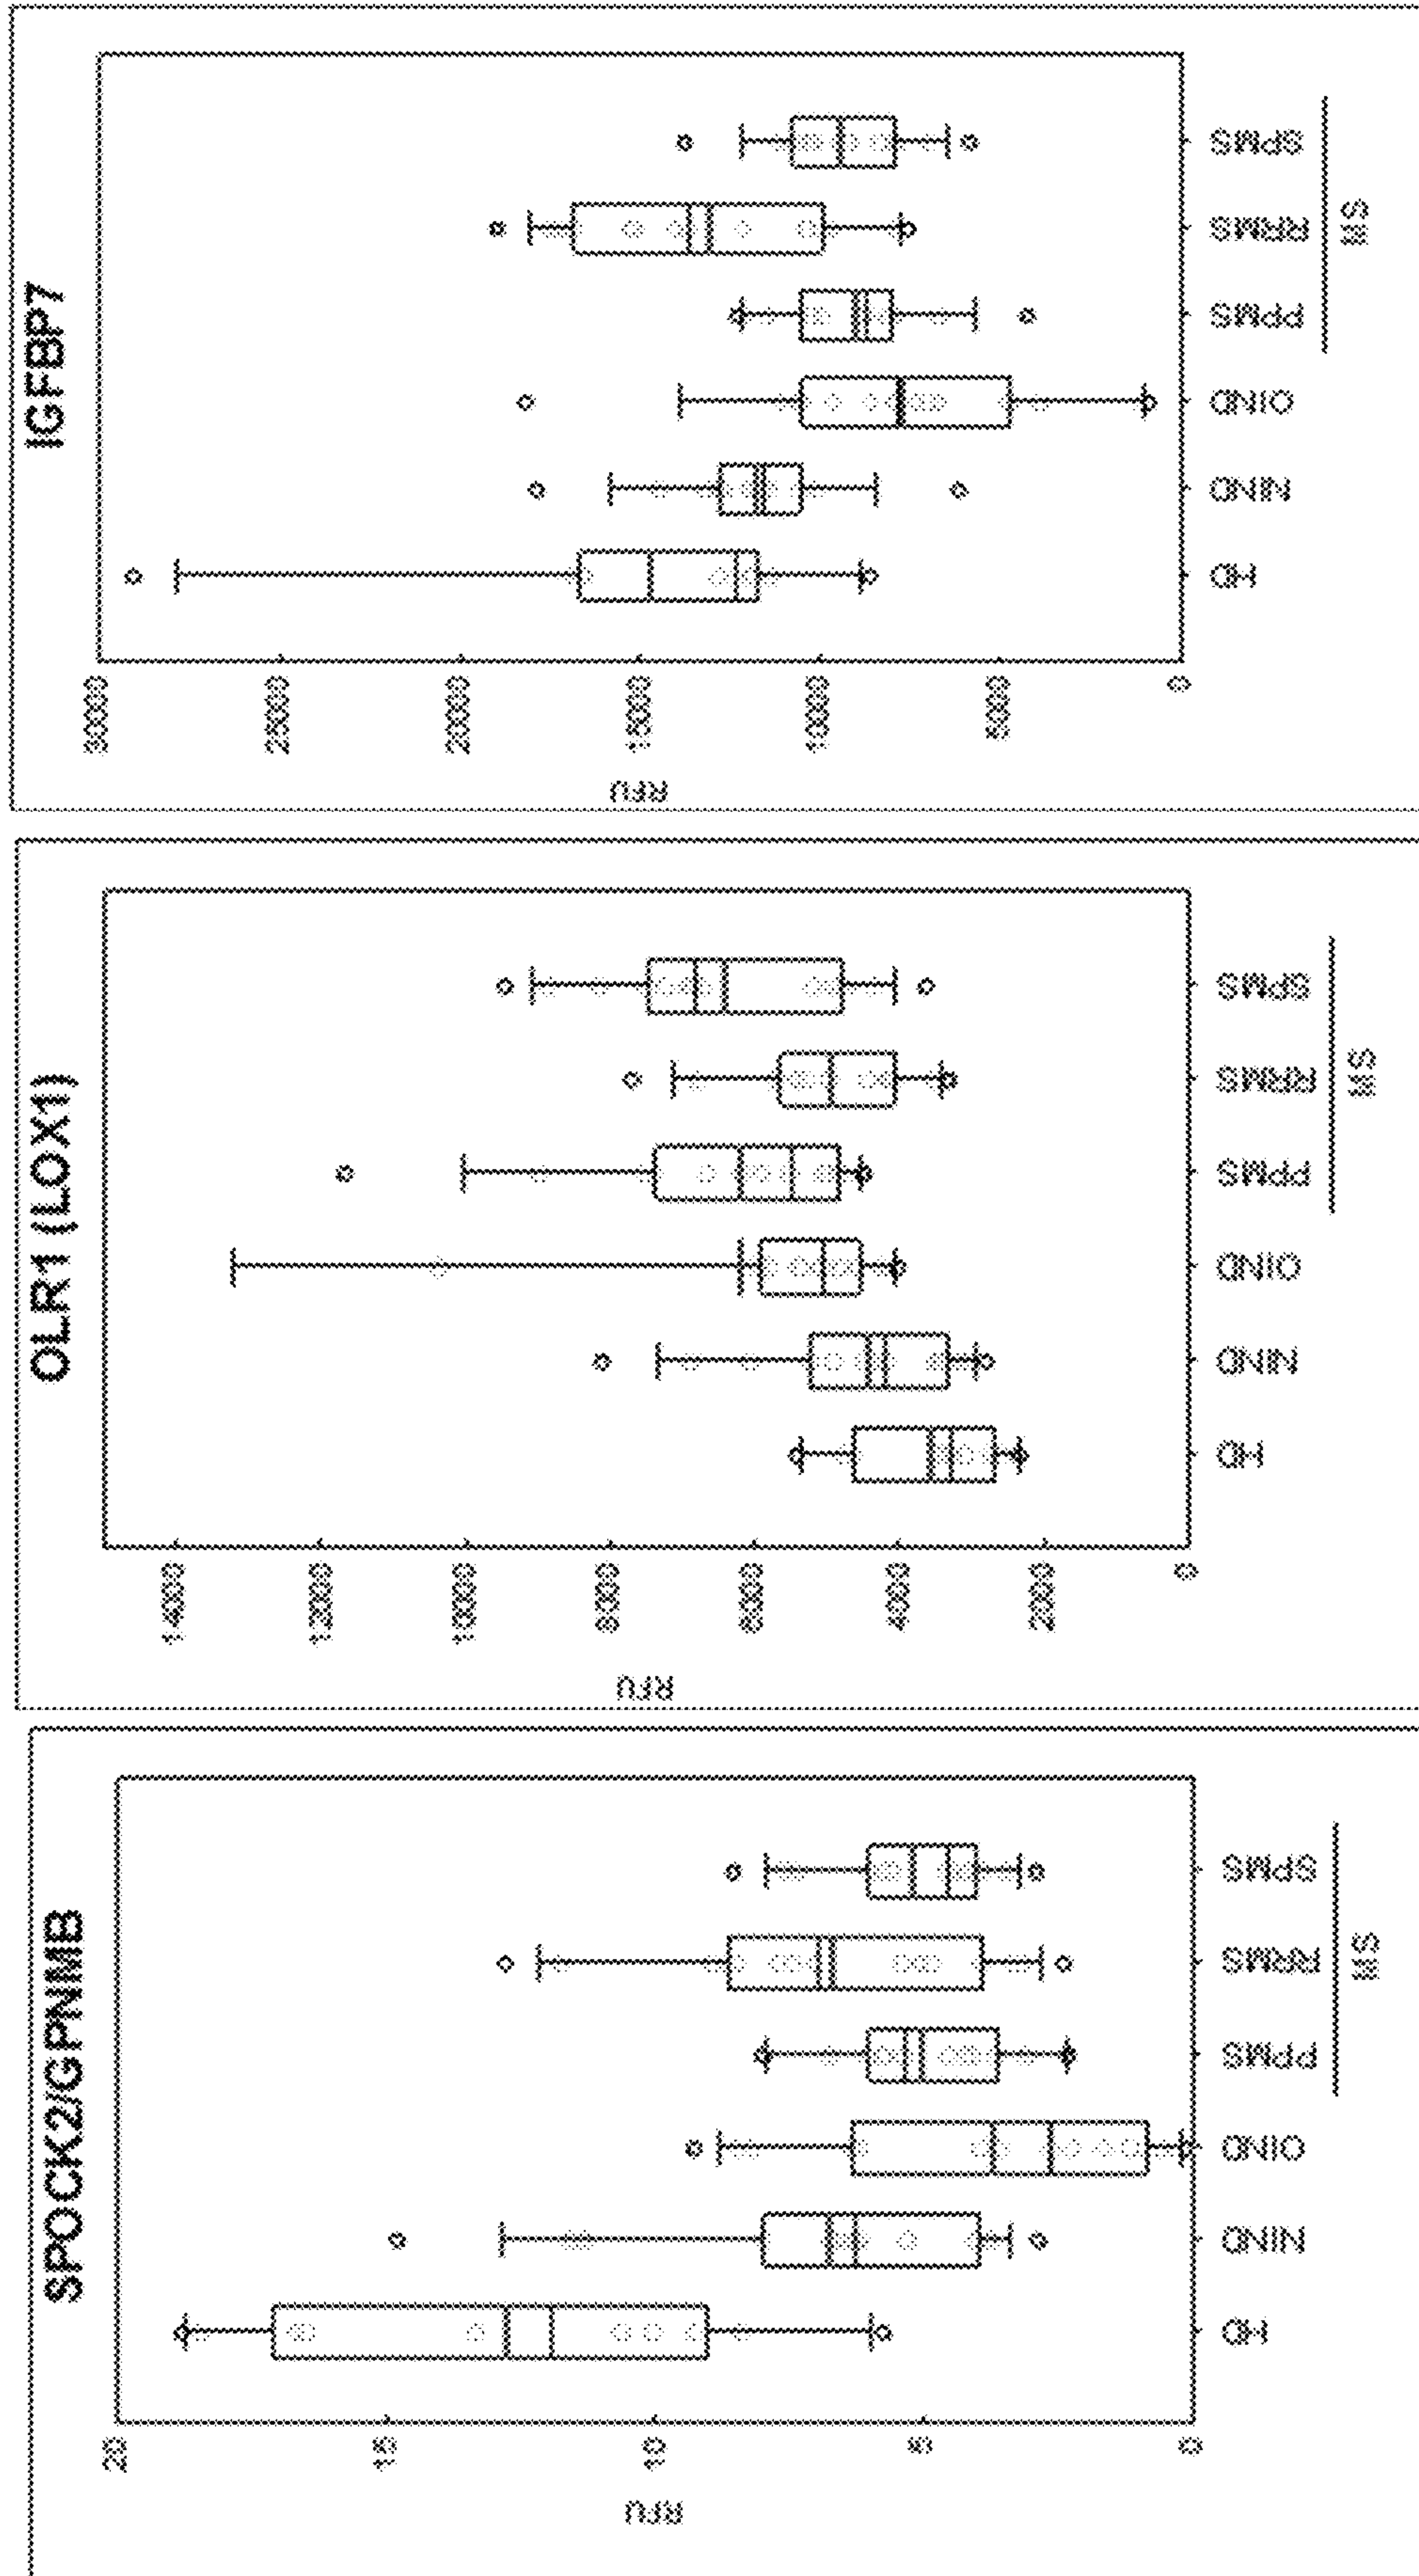 SPOCK2/GPNMB
RFU
20
15
10
5
0
HD
NIND
OIND
PPMS
RRMS
SPMS
MS
OLR1 (LOX1)
RFU
14000
12000
10000
8000
6000
4000
2000
0
HD
NIND
OIND
PPMS
RRMS
SPMS
MS
IGFBP7
RFU
30000
25000
20000
15000
10000
5000
0
HD
NIND
OIND
PPMS
RRMS
SPMS
MS